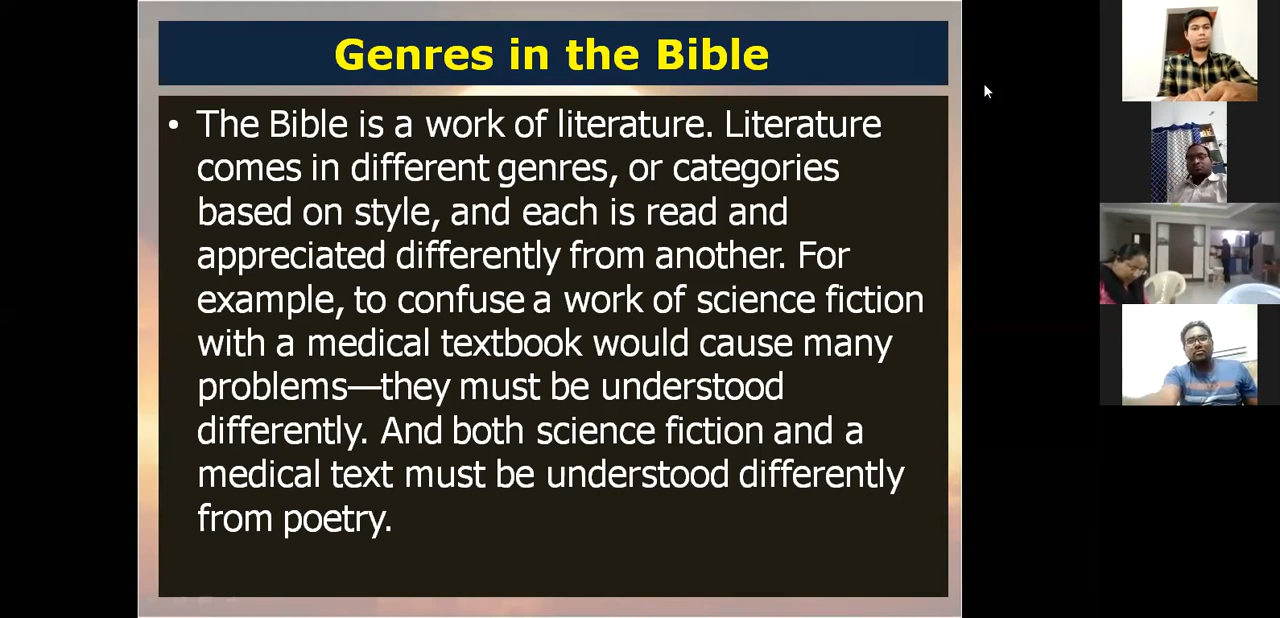 Genres in the Bible
• The Bible is a work of literature. Literature
comes in different genres, or categories
based on style, and each is read and
appreciated differently from another. For
example, to confuse a work of science fiction
with a medical textbook would cause many
problems—they must be understood
differently. And both science fiction and a
medical text must be understood differently
from poetry.